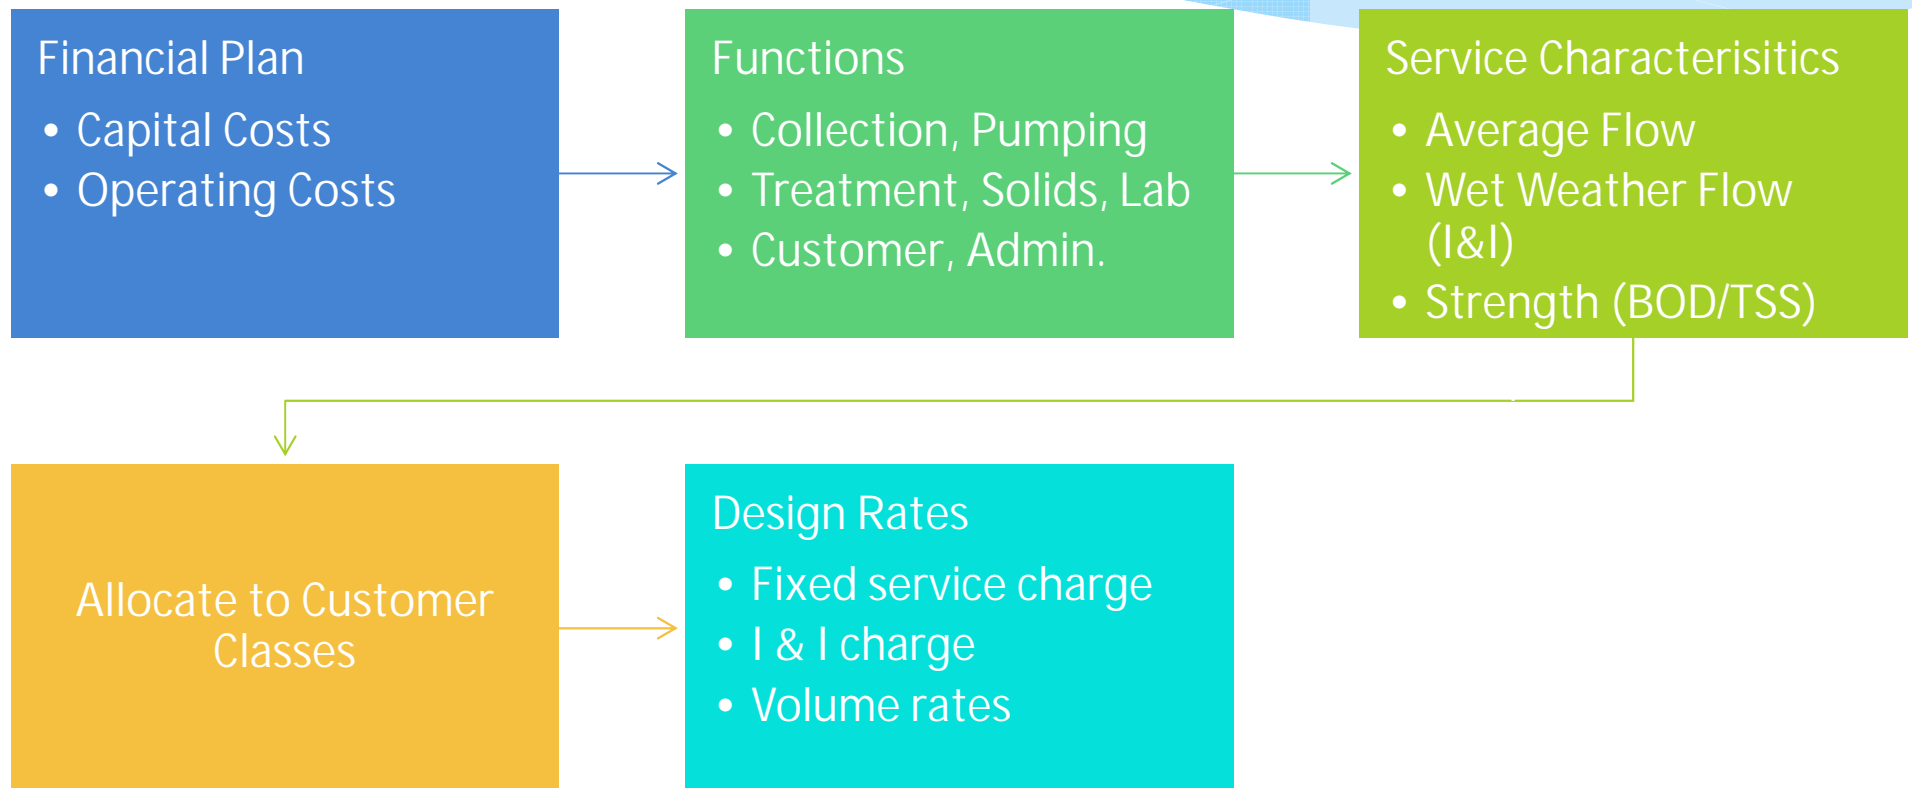 Financial Plan
• Capital Costs
• Operating Costs
Functions
• Collection, Pumping
• Treatment, Solids, Lab
• Customer, Admin.
Service Characterisitics
• Average Flow
• Wet Weather Flow
(I&I)
• Strength (BOD/TSS)
Allocate to Customer
Classes
Design Rates
• Fixed service charge
• I & I charge
• Volume rates